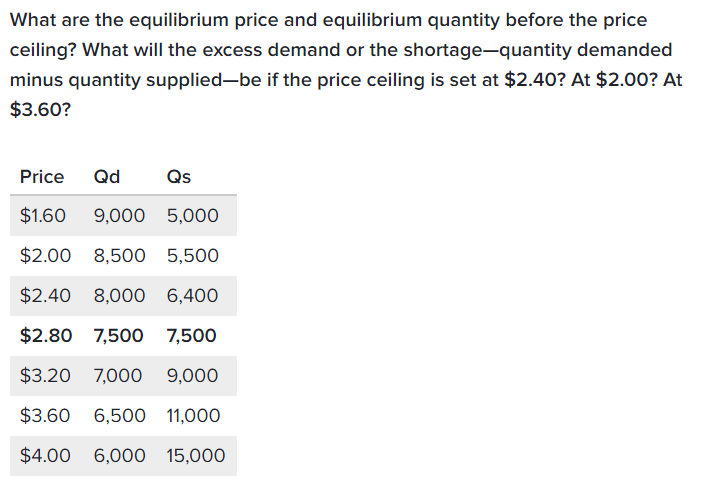 What are the equilibrium price and equilibrium quantity before the price
ceiling? What will the excess demand or the shortage—quantity demanded
minus quantity supplied—be if the price ceiling is set at $2.40? At $2.00? At
$3.60?
Price Qd Qs
$1.60 9,000 5,000
$2.00 8,500 5,500
$2.40 8,000 6,400
$2.80 7,500 7,500
$3.20 7,000 9,000
$3.60 6,500 11,000
$4.00 6,000 15,000